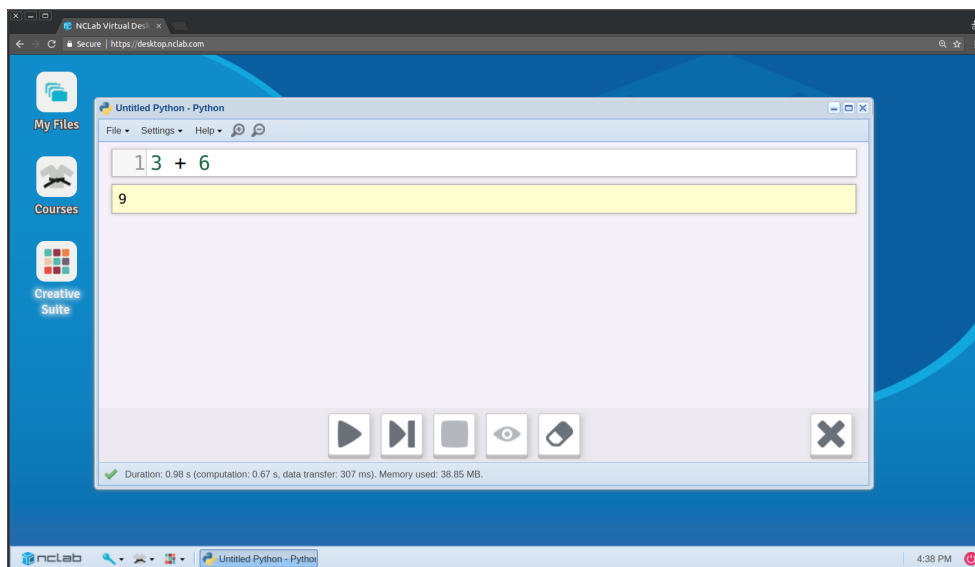 NCLab Virtual Desk
Secure | https://desktop.nclab.com
My Files
Courses
Creative
Suite
Untitled Python - Python
File Settings Help
1 3 + 6
9
Duration: 0.98 s (computation: 0.67 s, data transfer: 307 ms). Memory used: 38.85 MB.
nclab Untitled Python - Python 4:38 PM